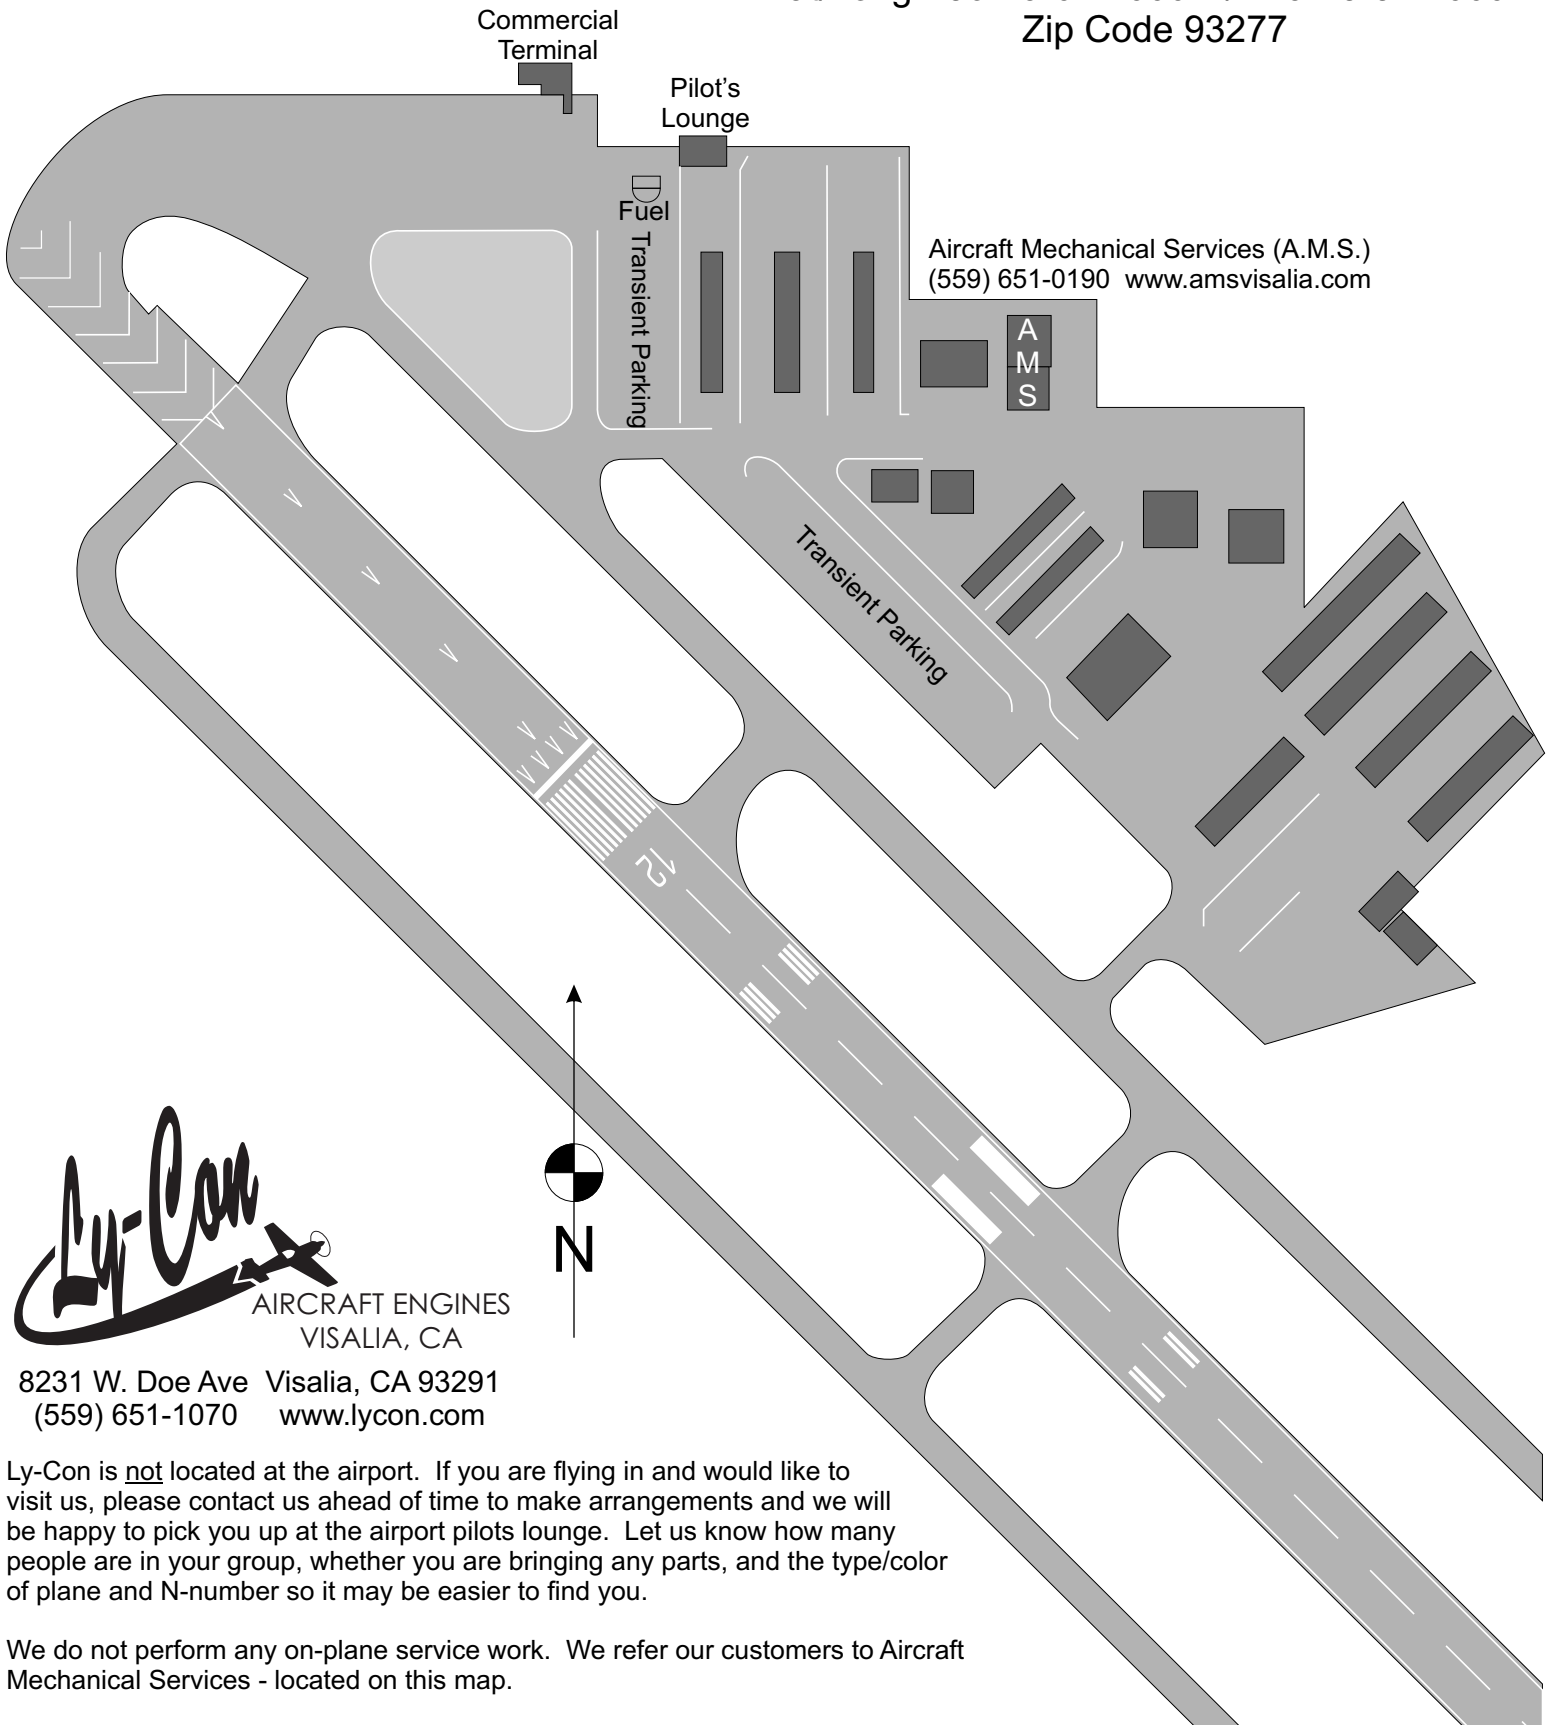 Zip Code 93277
Commercial
Terminal
Pilot's
Lounge
Fuel
Transient Parking
Aircraft Mechanical Services (A.M.S.)
(559) 651-0190 www.amsvisalia.com
A
M
S
Transient Parking
12
N
Ly-Con
AIRCRAFT ENGINES
VISALIA, CA
8231 W. Doe Ave Visalia, CA 93291
(559) 651-1070 www.lycon.com
Ly-Con is not located at the airport. If you are flying in and would like to
visit us, please contact us ahead of time to make arrangements and we will
be happy to pick you up at the airport pilots lounge. Let us know how many
people are in your group, whether you are bringing any parts, and the type/color
of plane and N-number so it may be easier to find you.
We do not perform any on-plane service work. We refer our customers to Aircraft
Mechanical Services - located on this map.